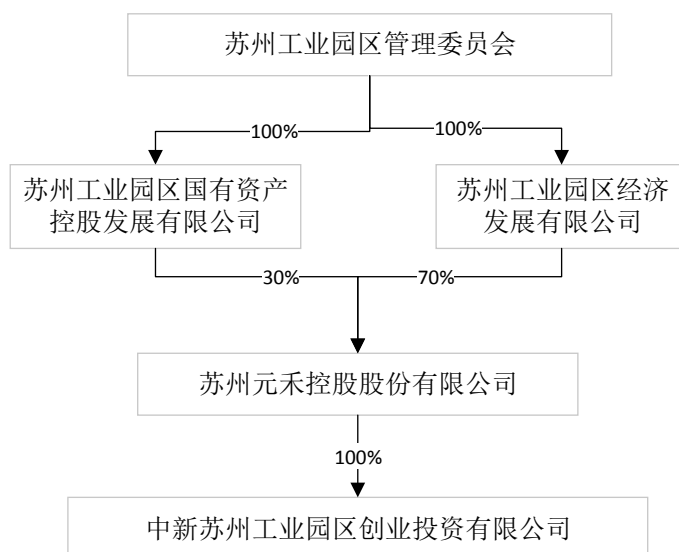 苏州工业园区管理委员会
100%
100%
苏州工业园区国有资产
控股发展有限公司
苏州工业园区经济
发展有限公司
30%
70%
苏州元禾控股股份有限公司
100%
中新苏州工业园区创业投资有限公司